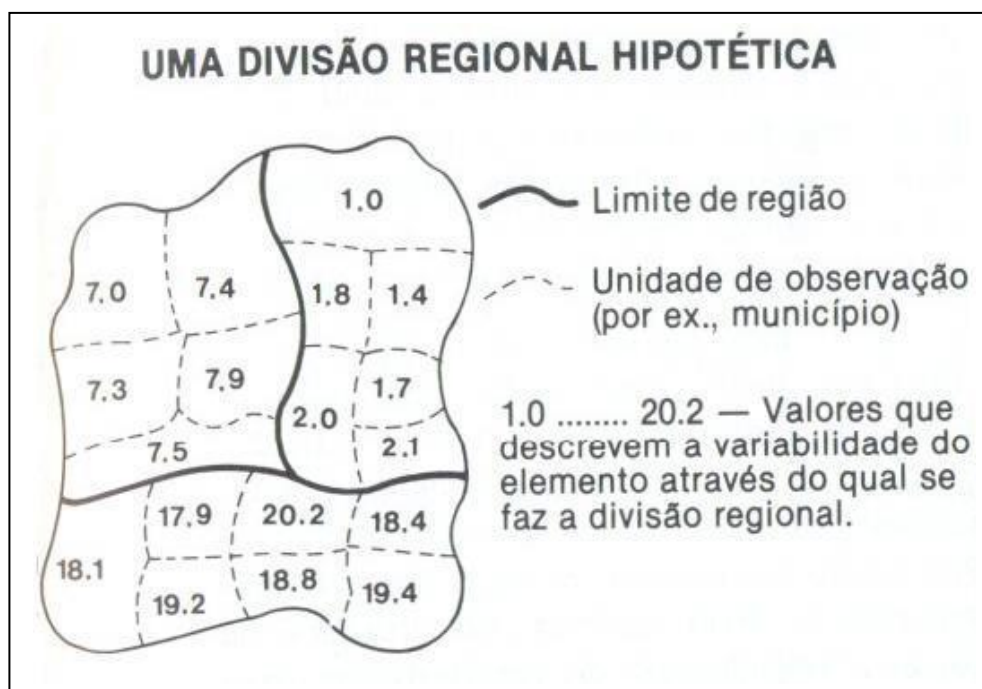 UMA DIVISÃO REGIONAL HIPOTÉTICA
1.0
7.0
7.4
1.8
1.4
7.3
7.9
1.7
2.0
7.5
2.1
17.9
20.2
18.4
18.1
19.2
18.8
19.4
Limite de região
Unidade de observação
(por ex., município)
1.0 ........ 20.2 — Valores que
descrevem a variabilidade do
elemento através do qual se
faz a divisão regional.